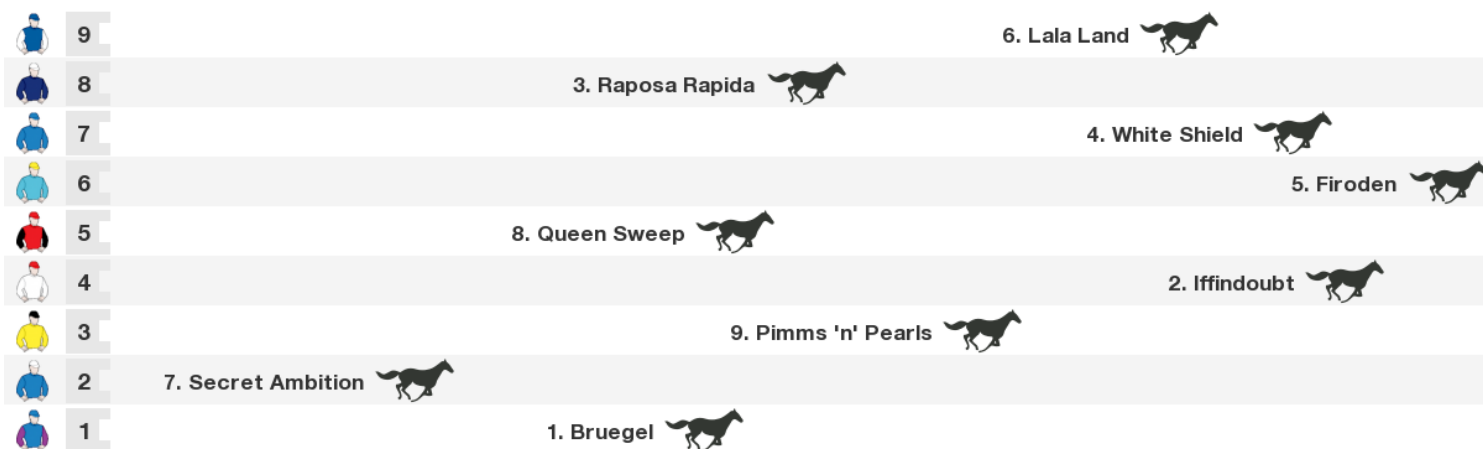 9 6. Lala Land
8 3. Raposa Rapida
7 4. White Shield
6 5. Firoden
5 8. Queen Sweep
4 2. Iffindoubt
3 9. Pimms 'n' Pearls
2 7. Secret Ambition
1 1. Bruegel